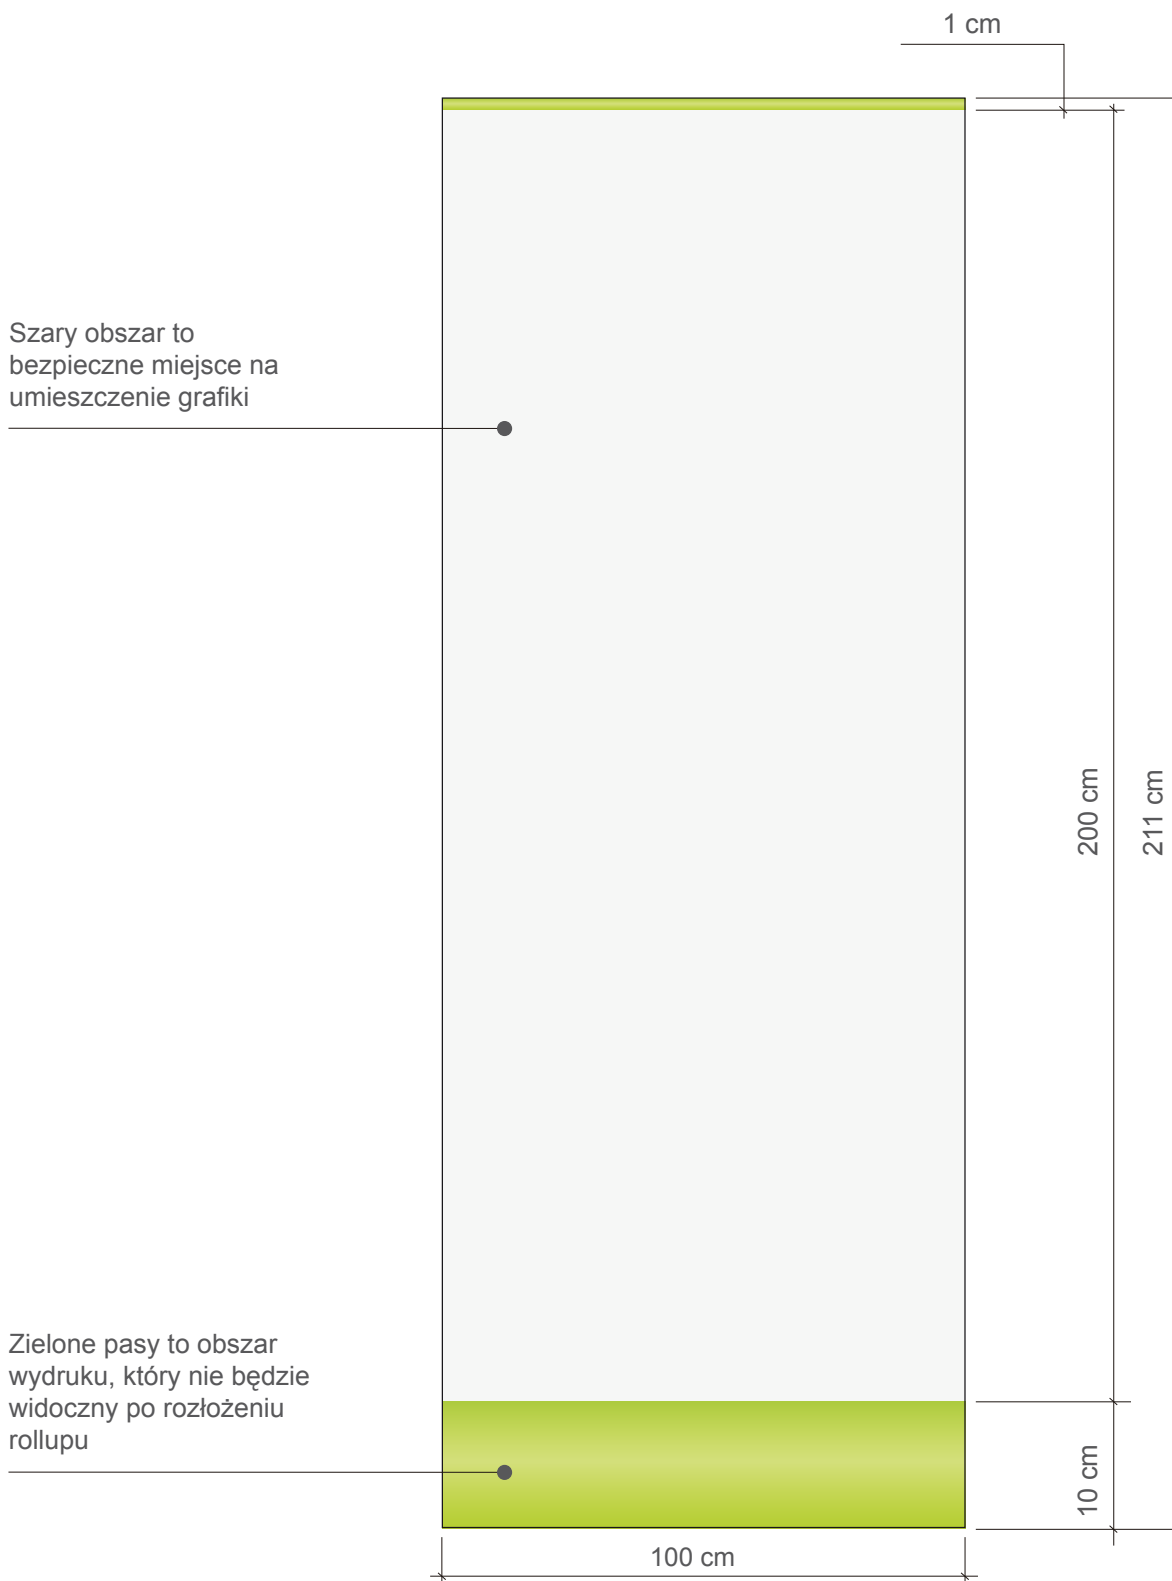 1 cm
Szary obszar to
bezpieczne miejsce na
umieszczenie grafiki
200 cm
211 cm
Zielone pasy to obszar
wydruku, który nie będzie
widoczny po rozłożeniu
rollupu
10 cm
100 cm